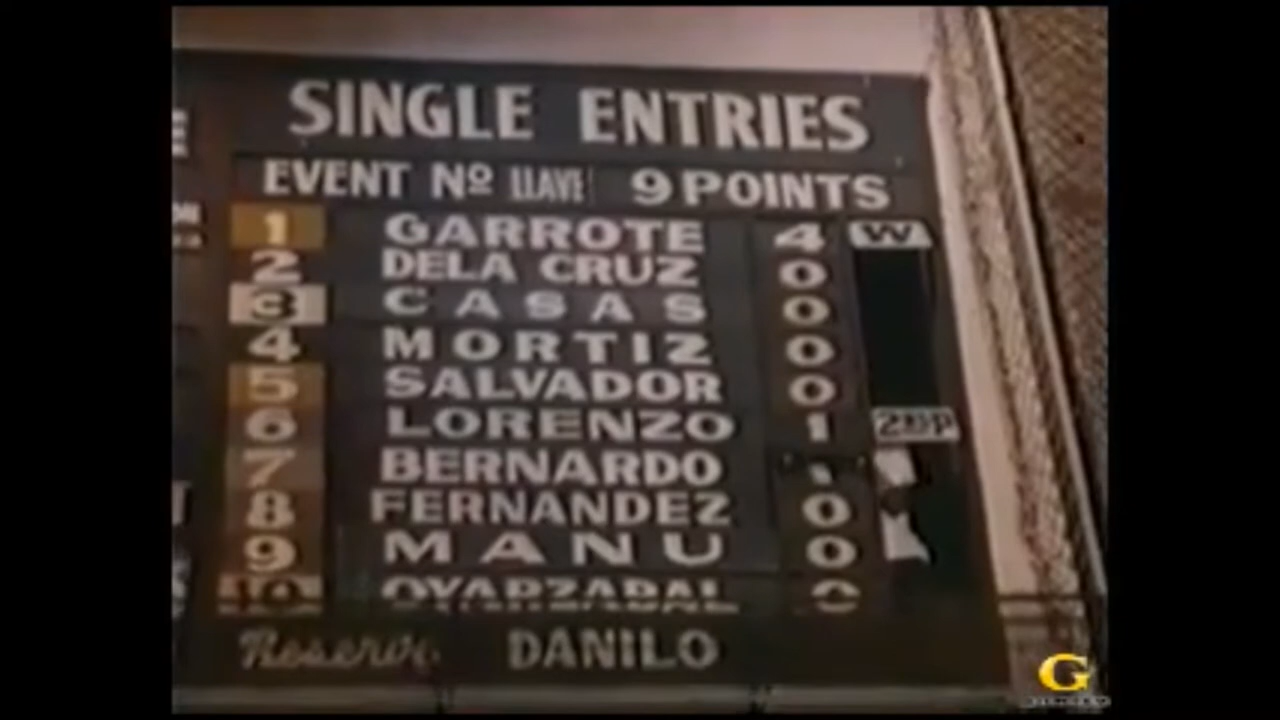 SINGLE ENTRIES
EVENT Nº LLAVE 9 POINTS
1 GARROTE 4 W
2 DELA CRUZ 0
3 CASAS 0
4 MORTIZ 0
5 SALVADOR 0
6 LORENZO 1
7 BERNARDO 1
8 FERNANDEZ 0
9 MANU 0
10 OYARZABAL 0
Reserve DANILO
G